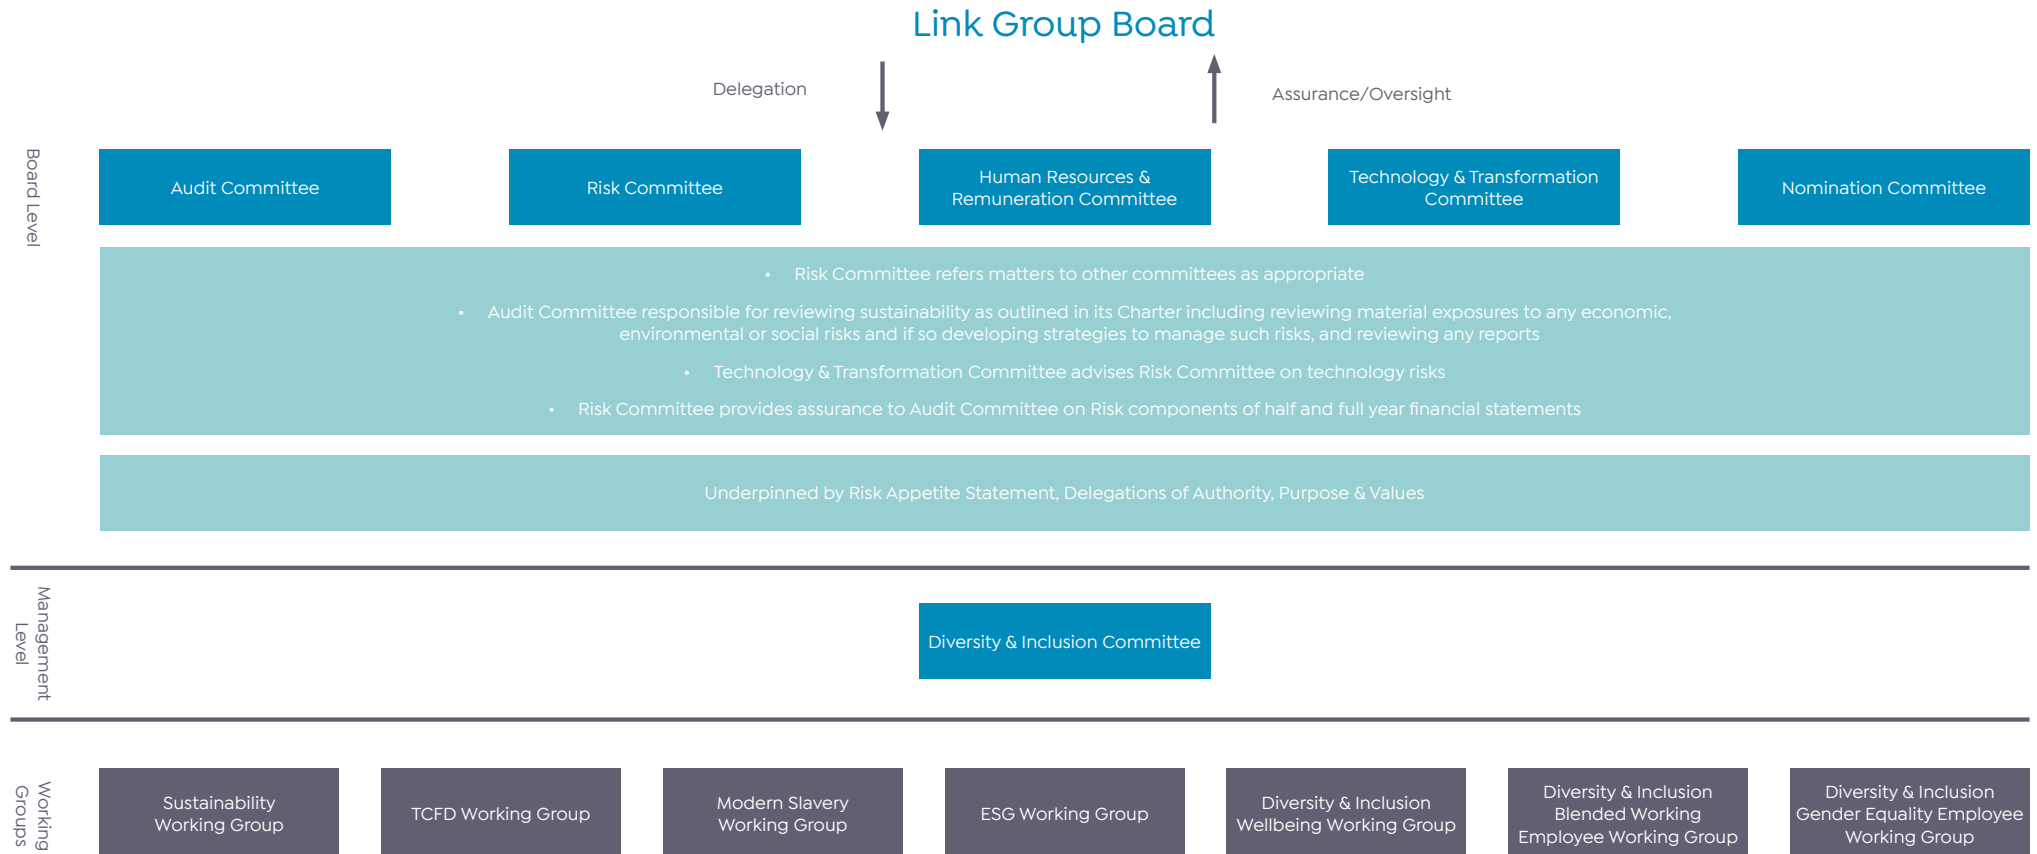 Link Group Board
Delegation
Assurance/Oversight
Board Level
Audit Committee
Risk Committee
Human Resources &
Remuneration Committee
Technology & Transformation
Committee
Nomination Committee
• Risk Committee refers matters to other committees as appropriate
• Audit Committee responsible for reviewing sustainability as outlined in its Charter including reviewing material exposures to any economic,
environmental or social risks and if so developing strategies to manage such risks, and reviewing any reports
• Technology & Transformation Committee advises Risk Committee on technology risks
• Risk Committee provides assurance to Audit Committee on Risk components of half and full year financial statements
Underpinned by Risk Appetite Statement, Delegations of Authority, Purpose & Values
Management
Level
Diversity & Inclusion Committee
Working
Groups
Sustainability
Working Group
TCFD Working Group
Modern Slavery
Working Group
ESG Working Group
Diversity & Inclusion
Wellbeing Working Group
Diversity & Inclusion
Blended Working
Employee Working Group
Diversity & Inclusion
Gender Equality Employee
Working Group